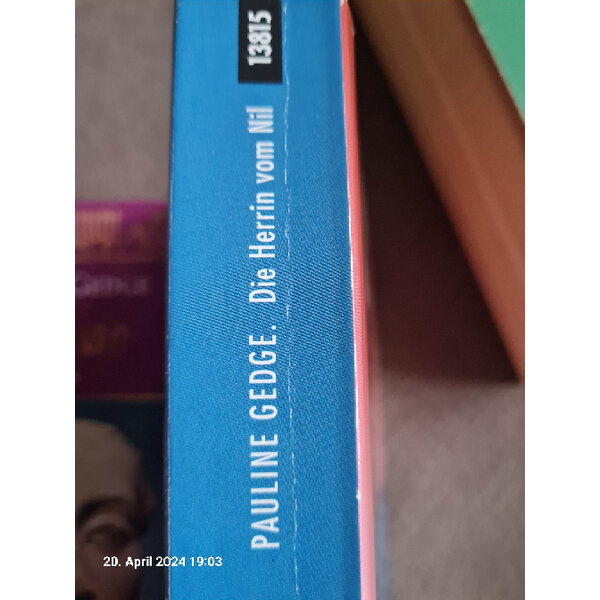 PAULINE GEDGE. Die Herrin vom Nil
13815
20. April 2024 19:03